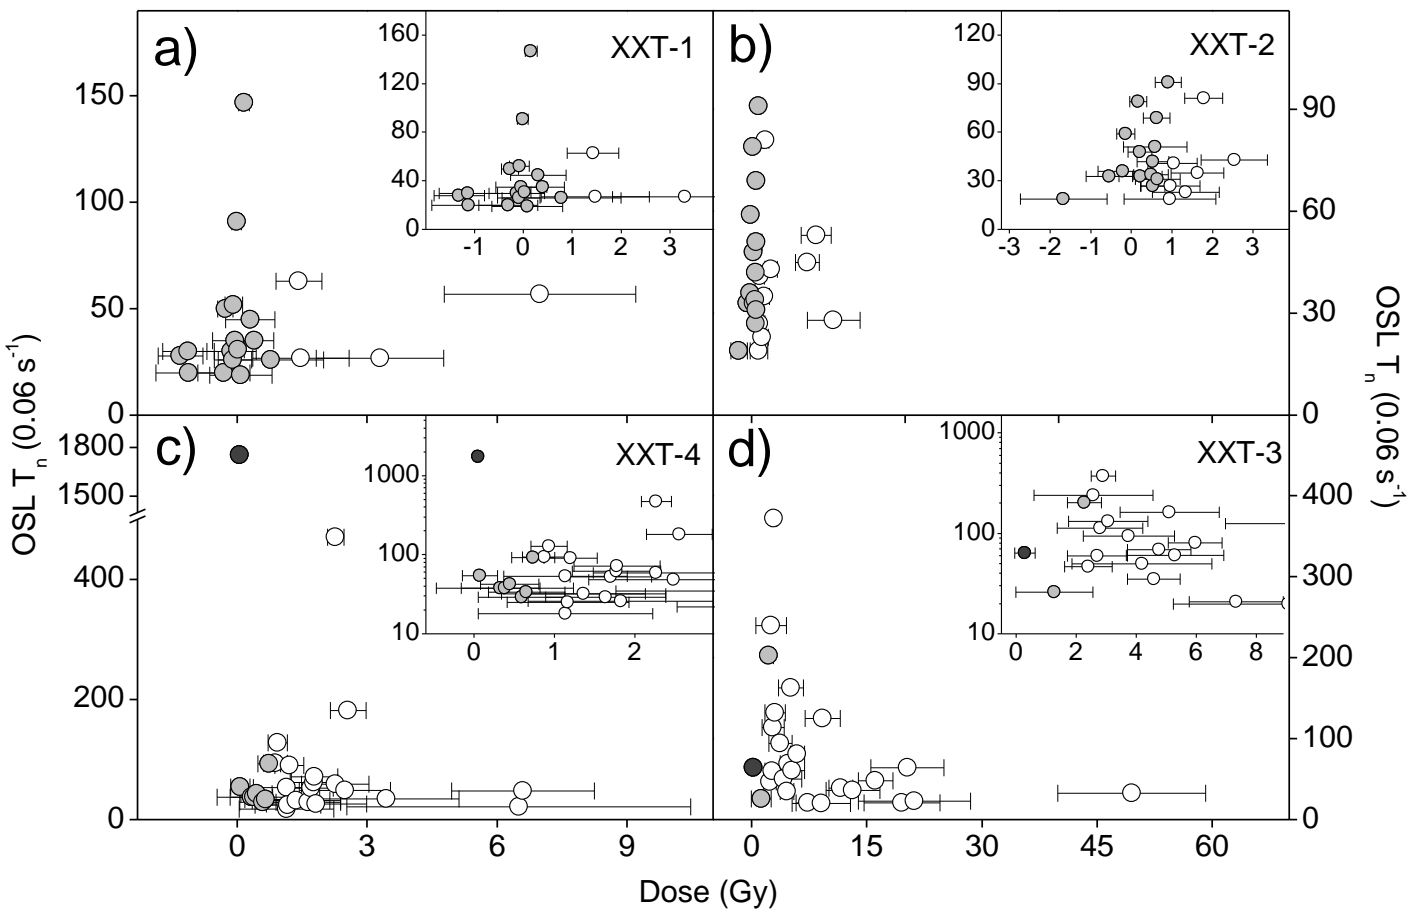 a)
XXT-1
160
120
80
40
0
-1 0 1 2 3
150
100
50
0
b)
XXT-2
120
90
60
30
0
-3 -2 -1 0 1 2 3
90
60
30
0
c)
XXT-4
1000
100
10
0 1 2
1800
1500
400
200
0
0 3 6 9
d)
XXT-3
1000
100
10
0 2 4 6 8
400
300
200
100
0
0 15 30 45 60
OSL Tn (0.06 s-1)
OSL Tn (0.06 s-1)
Dose (Gy)